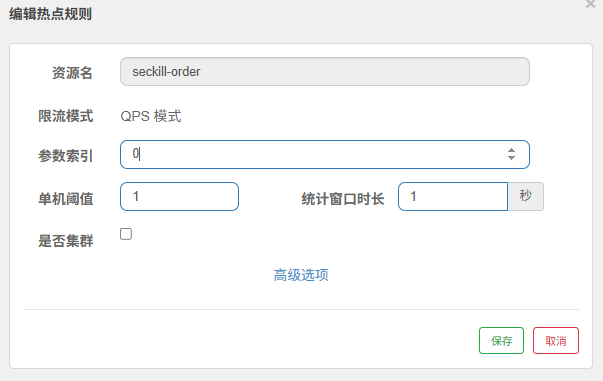 编辑热点规则
×
资源名 seckill-order
限流模式 QPS 模式
参数索引 0
单机阈值 1 统计窗口时长 1 秒
是否集群
高级选项
保存 取消